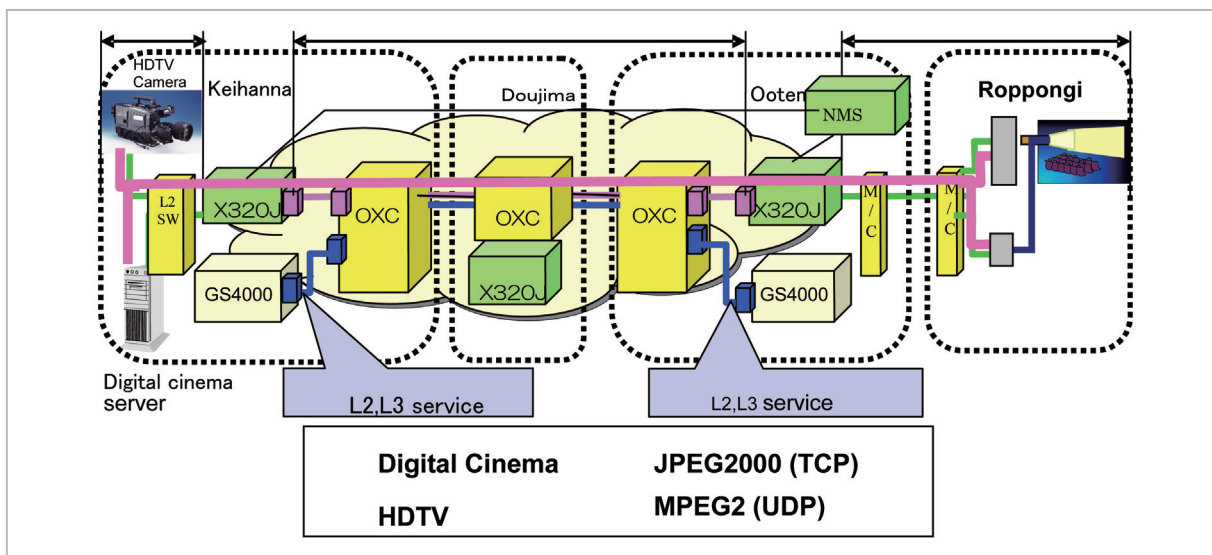 HDTV
Camera
Keihanna
Doujima
Ootem
NMS
Roppongi
L2
SW
X320J
OXC
OXC
OXC
X320J
M
/
C
M
/
C
X320J
GS4000
GS4000
Digital cinema
server
L2,L3 service
L2,L3 service
Digital Cinema
JPEG2000 (TCP)
HDTV
MPEG2 (UDP)